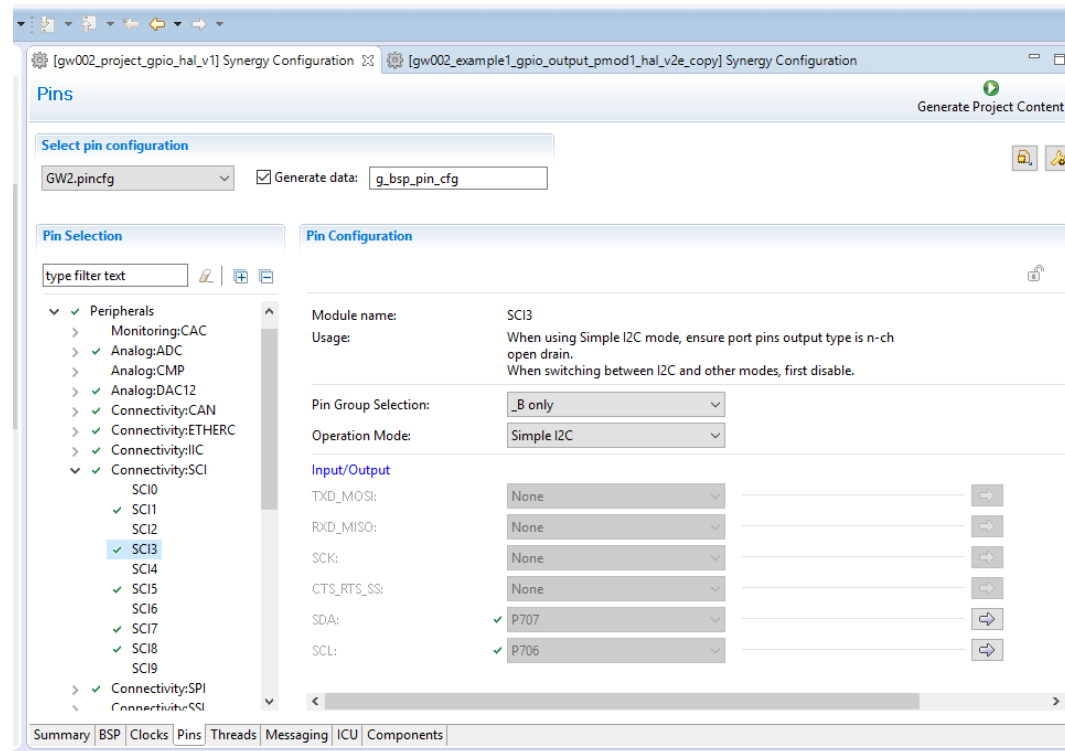 [gw002_project_gpio_hal_v1] Synergy Configuration
[gw002_example1_gpio_output_pmod1_hal_v2e_copy] Synergy Configuration
Pins
Generate Project Content
Select pin configuration
GW2.pincfg
Generate data:
g_bsp_pin_cfg
Pin Selection
type filter text
Peripherals
Monitoring:CAC
Analog:ADC
Analog:CMP
Analog:DAC12
Connectivity:CAN
Connectivity:ETHERC
Connectivity:IIC
Connectivity:SCI
SCI0
SCI1
SCI2
SCI3
SCI4
SCI5
SCI6
SCI7
SCI8
SCI9
Connectivity:SPI
Connectivity:SSI
Pin Configuration
Module name: SCI3
Usage: When using Simple I2C mode, ensure port pins output type is n-ch
open drain.
When switching between I2C and other modes, first disable.
Pin Group Selection: _B only
Operation Mode: Simple I2C
Input/Output
TXD_MOSI: None
RXD_MISO: None
SCK: None
CTS_RTS_SS: None
SDA: P707
SCL: P706
Summary BSP Clocks Pins Threads Messaging ICU Components